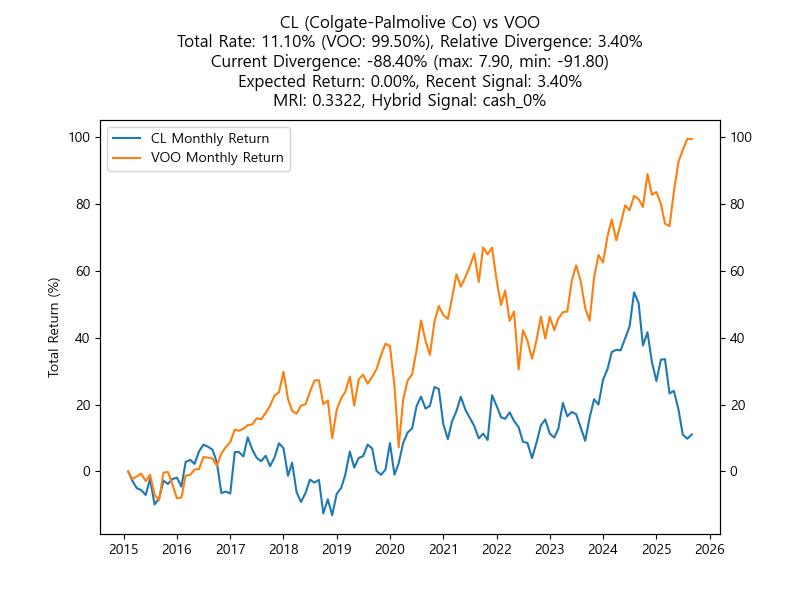 CL (Colgate-Palmolive Co) vs VOO
Total Rate: 11.10% (VOO: 99.50%), Relative Divergence: 3.40%
Current Divergence: -88.40% (max: 7.90, min: -91.80)
Expected Return: 0.00%, Recent Signal: 3.40%
MRI: 0.3322, Hybrid Signal: cash_0%
CL Monthly Return
VOO Monthly Return
Total Return (%)
100
80
60
40
20
0
100
80
60
40
20
0
2015 2016 2017 2018 2019 2020 2021 2022 2023 2024 2025 2026